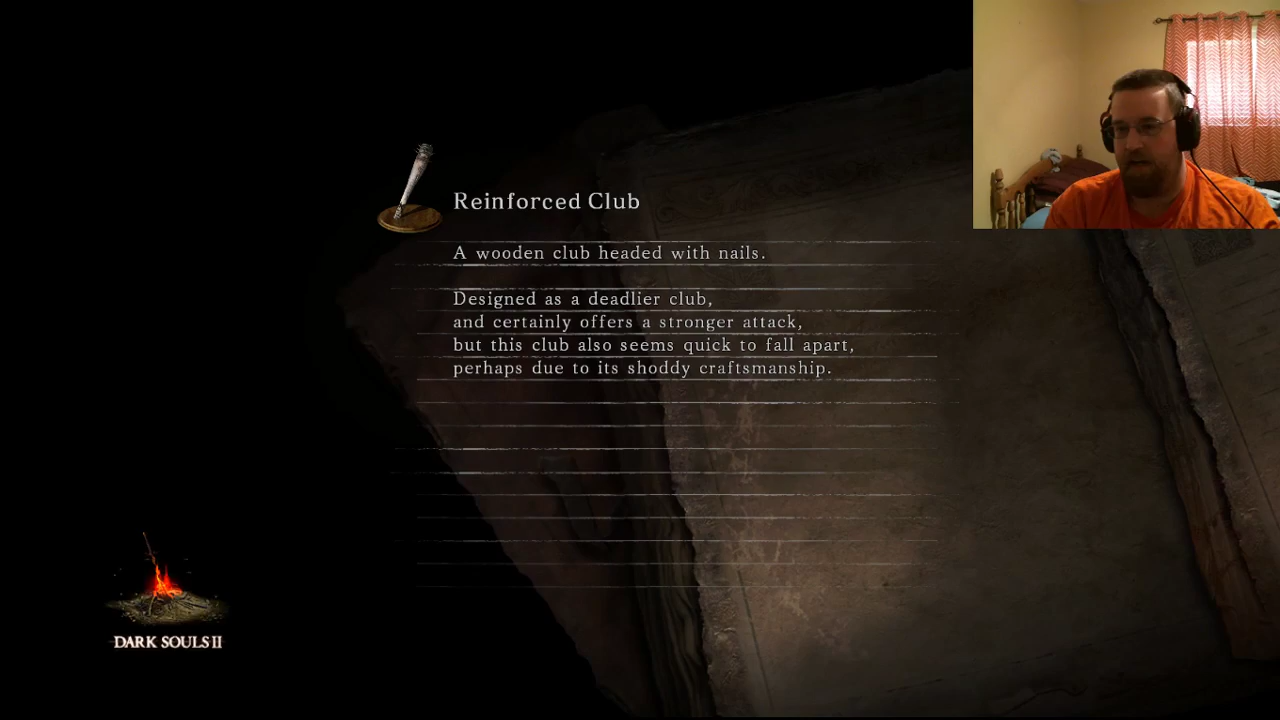 Reinforced Club
A wooden club headed with nails.
Designed as a deadlier club,
and certainly offers a stronger attack,
but this club also seems quick to fall apart,
perhaps due to its shoddy craftsmanship.
DARK SOULS II